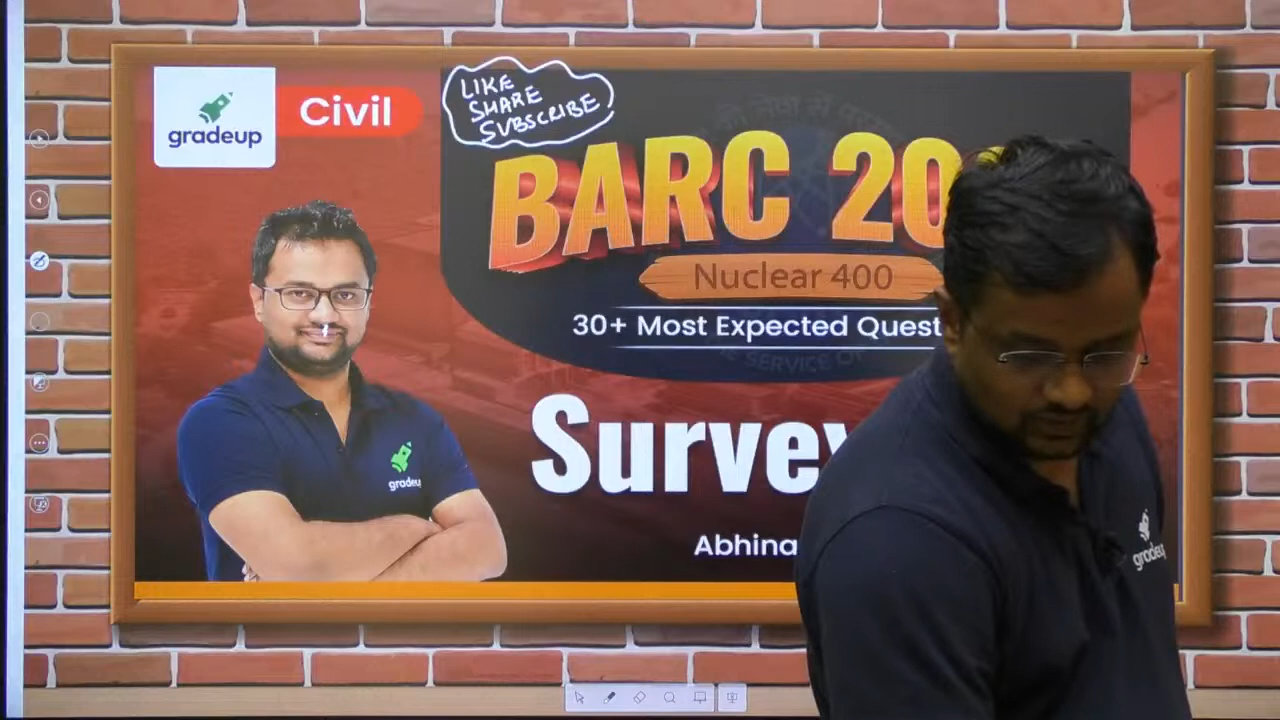 gradeup
Civil
LIKE
SHARE
SUBSCRIBE
BARC 20
Nuclear 400
30+ Most Expected Quest
Surve
Abhina
gradeup
gradeup